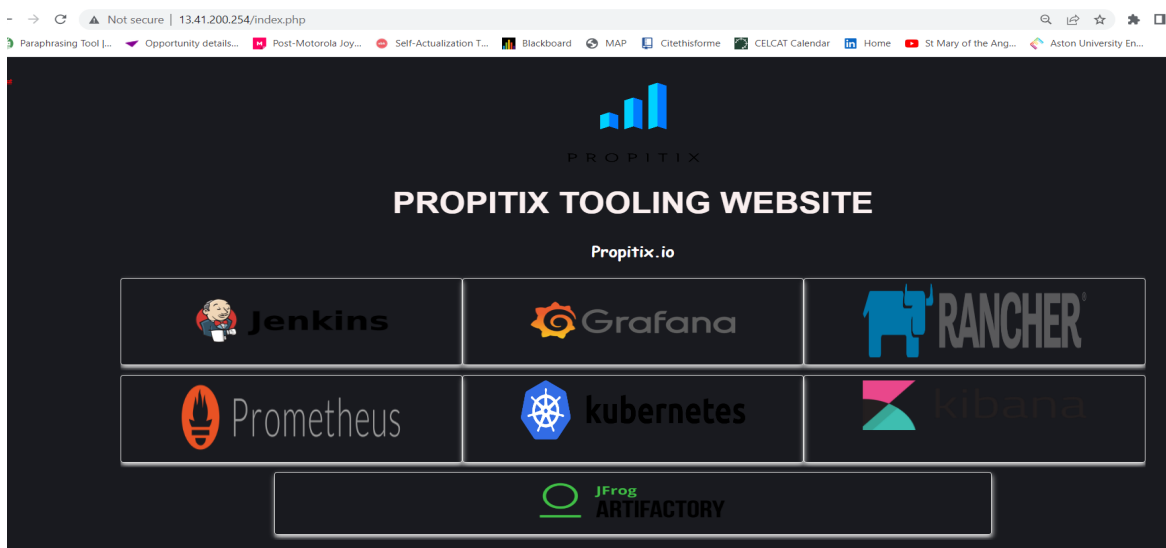 Not secure | 13.41.200.254/index.php
Paraphrasing Tool |... Opportunity details... Post-Motorola Joy... Self-Actualization T... Blackboard MAP Citethisforme CELCAT Calendar Home St Mary of the Ang... Aston University En...
PROPITIX
PROPITIX TOOLING WEBSITE
Propitix.io
Jenkins Grafana RANCHER®
Prometheus kubernetes kibana
JFrog
ARTIFACTORY